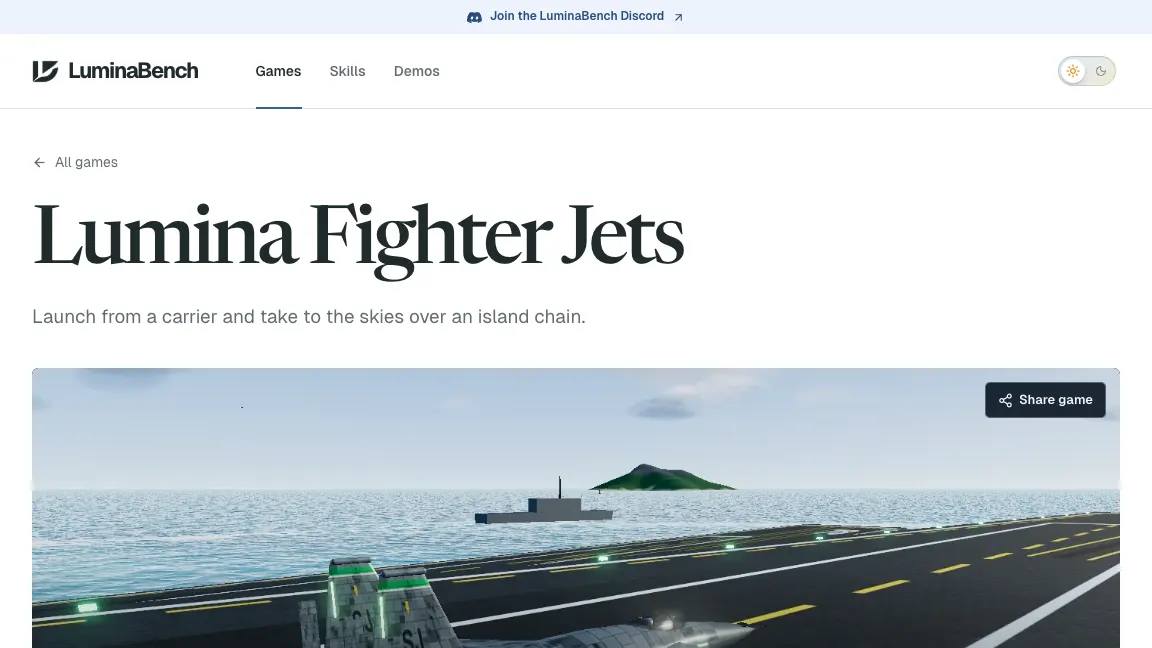 Join the LuminaBench Discord
LuminaBench
Games
Skills
Demos
All games
Lumina Fighter Jets
Launch from a carrier and take to the skies over an island chain.
Share game
SJ